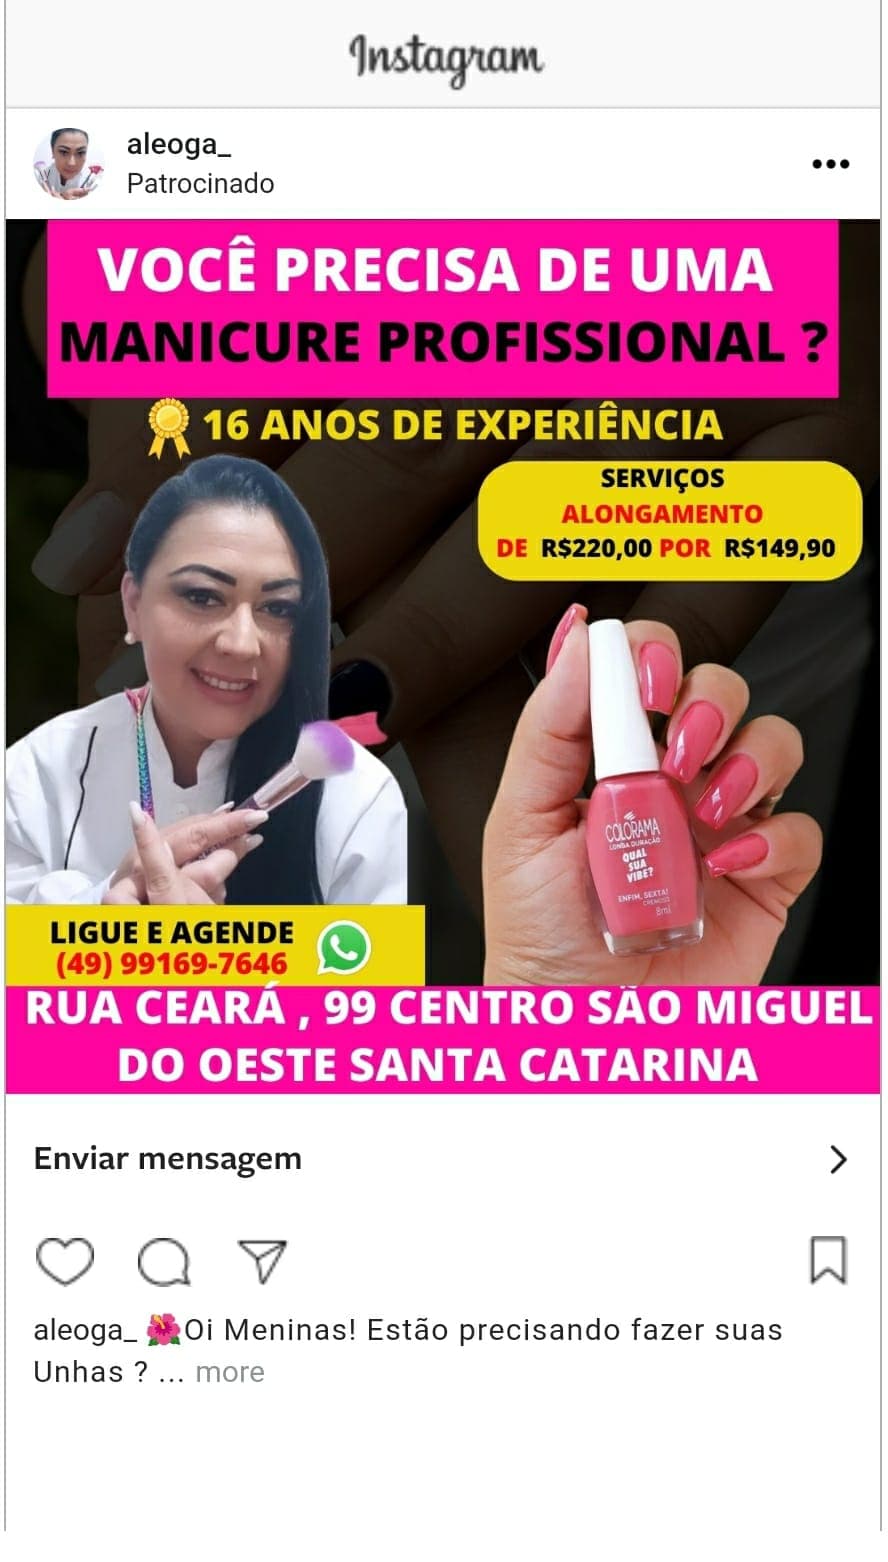 Instagram
aleoga_
Patrocinado
VOCÊ PRECISA DE UMA
MANICURE PROFISSIONAL ?
16 ANOS DE EXPERIÊNCIA
SERVIÇOS
ALONGAMENTO
DE R$220,00 POR R$149,90
COLORAMA
LONGA DURAÇÃO
QUAL
SUA
VIBE?
ENFIM, SEXTA!
CREMOSO
8ml
LIGUE E AGENDE
(49) 99169-7646
RUA CEARÁ , 99 CENTRO SÃO MIGUEL
DO OESTE SANTA CATARINA
Enviar mensagem
aleoga_ 🌺Oi Meninas! Estão precisando fazer suas
Unhas ? ... more